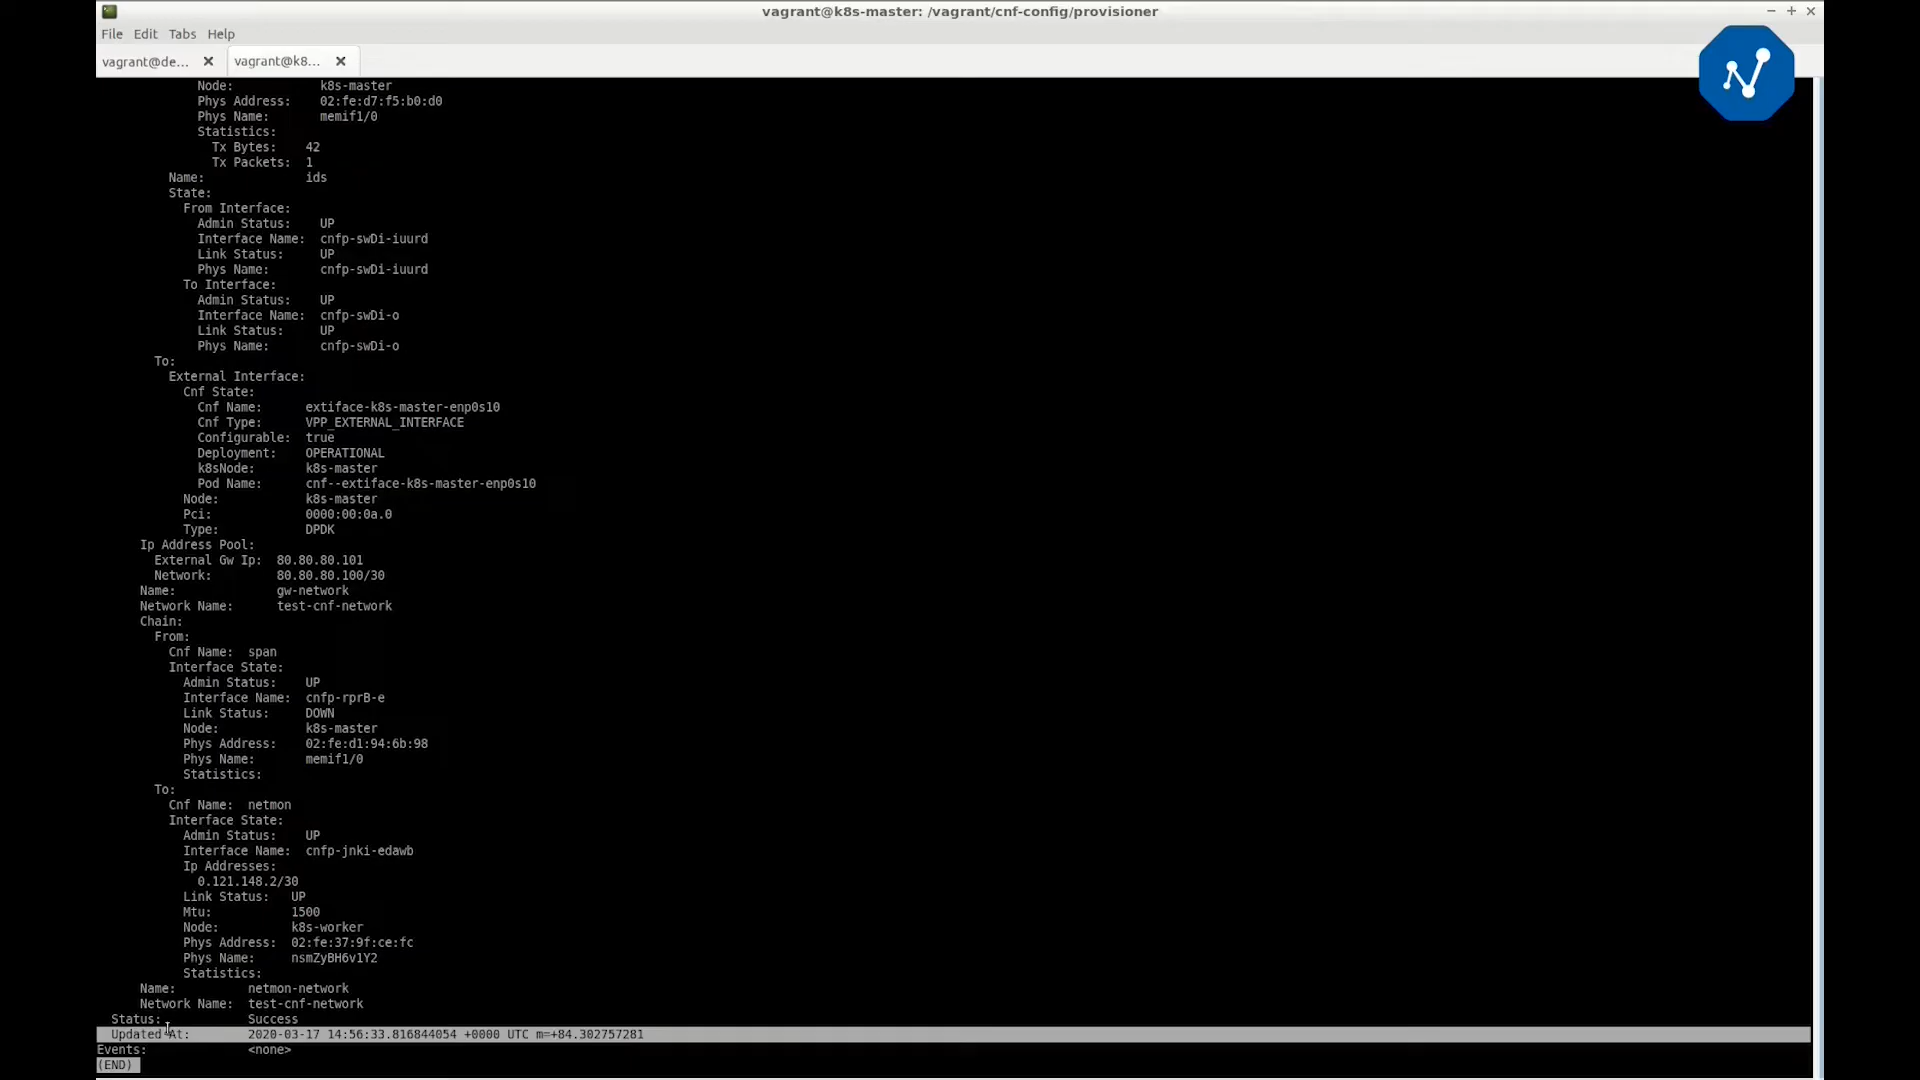 vagrant@k8s-master: /vagrant/cnf-config/provisioner
File Edit Tabs Help
vagrant@de... vagrant@k8...
Node: k8s-master
Phys Address: 02:fe:d7:f5:b0:d0
Phys Name: memif1/0
Statistics:
Tx Bytes: 42
Tx Packets: 1
Name: ids
State:
From Interface:
Admin Status: UP
Interface Name: cnfp-swDi-iuurd
Link Status: UP
Phys Name: cnfp-swDi-iuurd
To Interface:
Admin Status: UP
Interface Name: cnfp-swDi-o
Link Status: UP
Phys Name: cnfp-swDi-o
To:
External Interface:
Cnf State:
Cnf Name: extiface-k8s-master-enp0s10
Cnf Type: VPP_EXTERNAL_INTERFACE
Configurable: true
Deployment: OPERATIONAL
k8sNode: k8s-master
Pod Name: cnf--extiface-k8s-master-enp0s10
Node: k8s-master
Pci: 0000:00:0a.0
Type: DPDK
Ip Address Pool:
External Gw Ip: 80.80.80.101
Network: 80.80.80.100/30
Name: gw-network
Network Name: test-cnf-network
Chain:
From:
Cnf Name: span
Interface State:
Admin Status: UP
Interface Name: cnfp-rprB-e
Link Status: DOWN
Node: k8s-master
Phys Address: 02:fe:d1:94:6b:98
Phys Name: memif1/0
Statistics:
To:
Cnf Name: netmon
Interface State:
Admin Status: UP
Interface Name: cnfp-jnki-edawb
Ip Addresses:
0.121.148.2/30
Link Status: UP
Mtu: 1500
Node: k8s-worker
Phys Address: 02:fe:37:9f:ce:fc
Phys Name: nsmZyBH6v1Y2
Statistics:
Name: netmon-network
Network Name: test-cnf-network
Status: Success
Updated At: 2020-03-17 14:56:33.816844054 +0000 UTC m=+84.302757281
Events: <none>
(END)